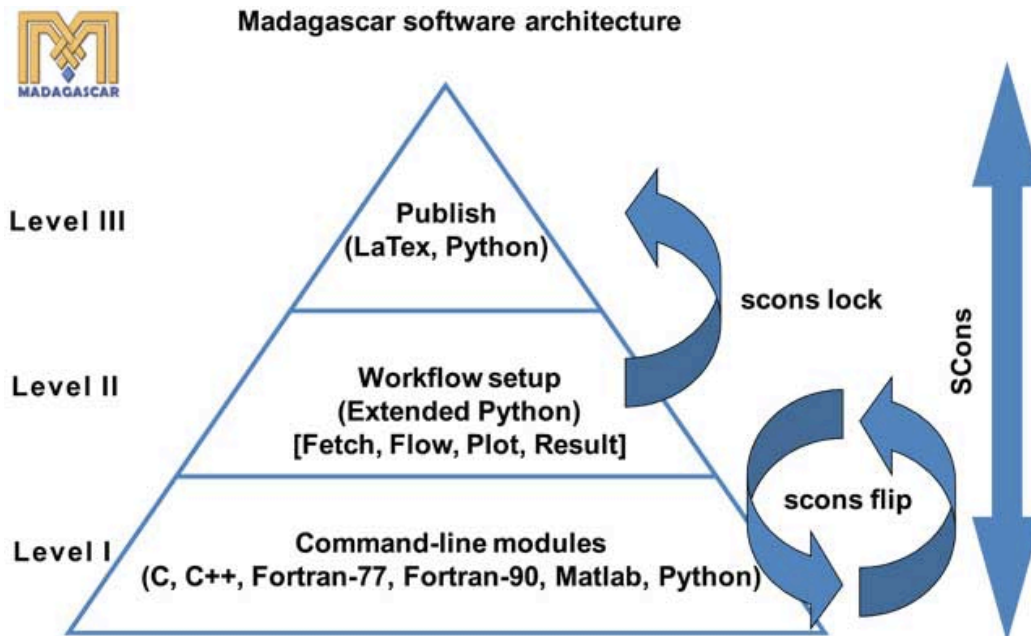 Madagascar software architecture
MADAGASCAR
Level III
Publish
(LaTex, Python)
scons lock
SCons
Level II
Workflow setup
(Extended Python)
[Fetch, Flow, Plot, Result]
scons flip
Level I
Command-line modules
(C, C++, Fortran-77, Fortran-90, Matlab, Python)